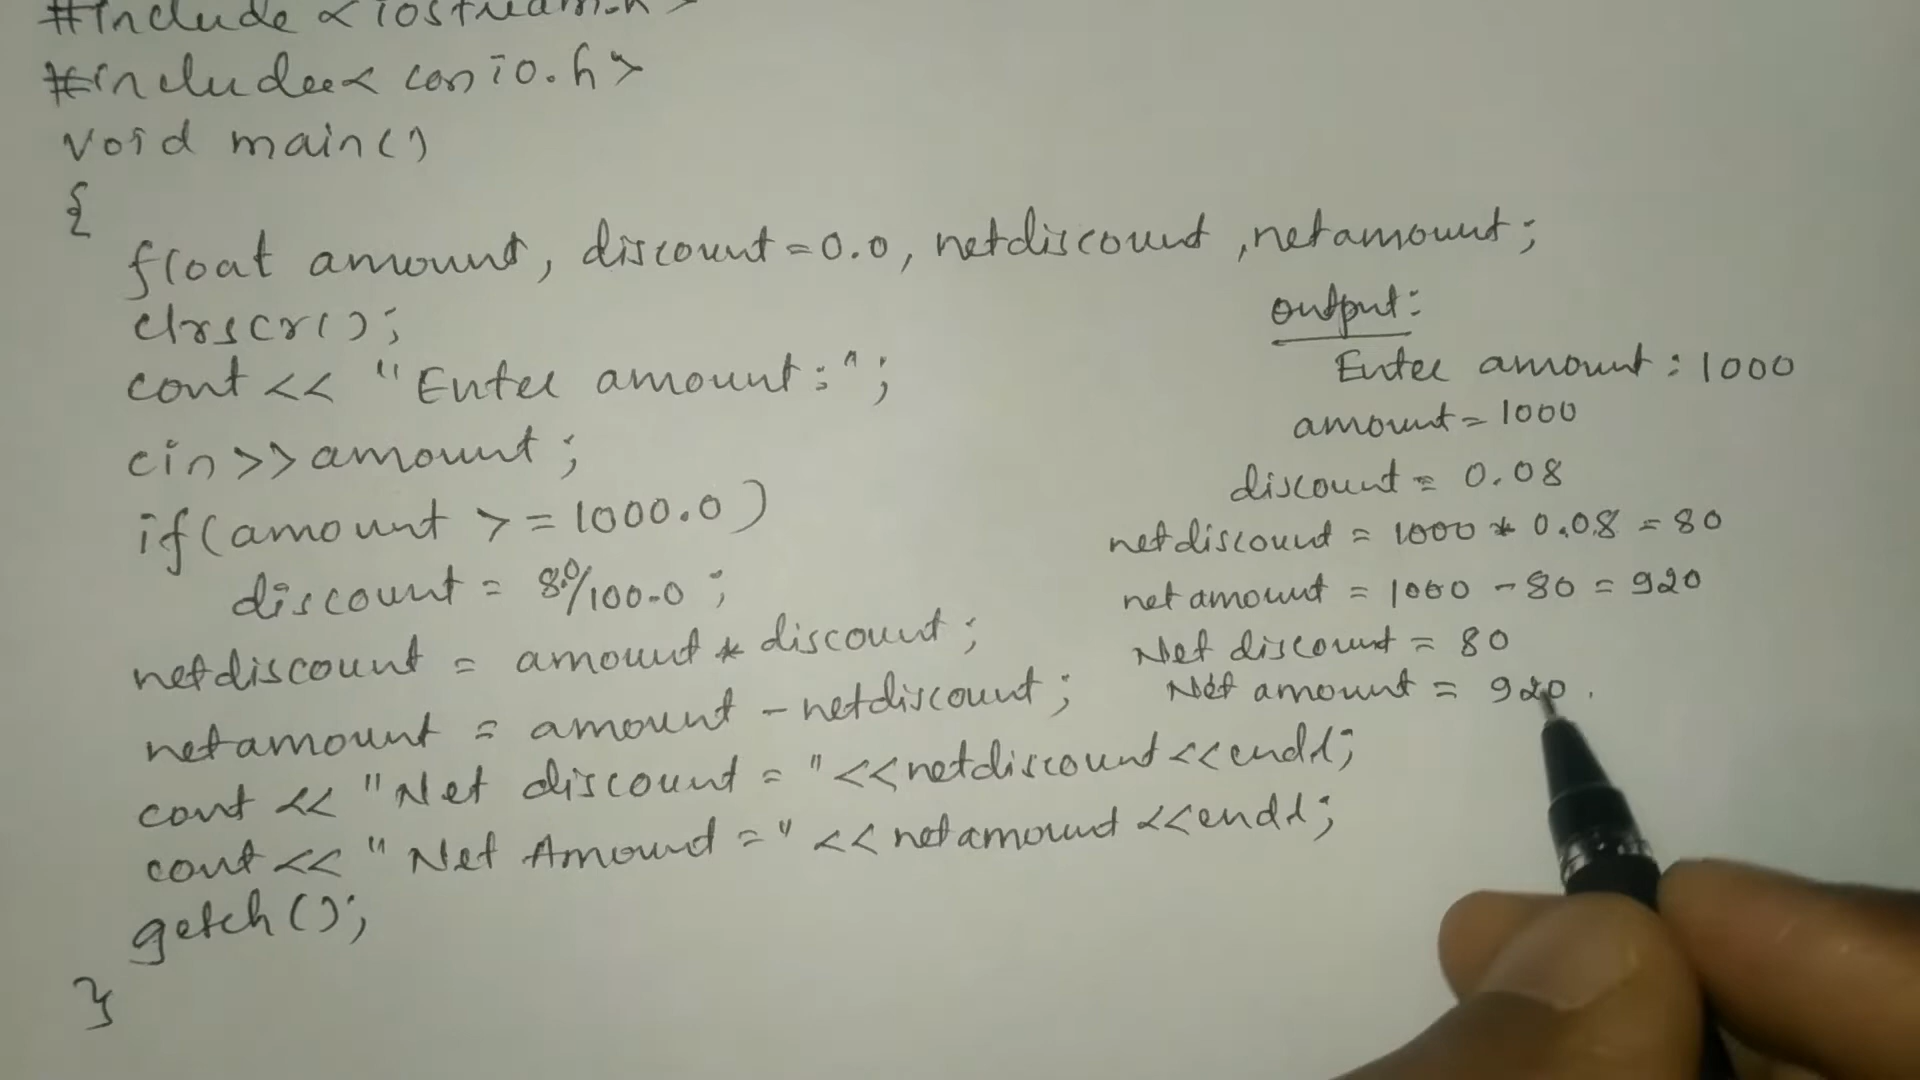 #include <iostream.h>
#include< conio.h>
void main()
{
float amount, discount=0.0, netdiscount ,netamount;
clrscr();
cout << "Enter amount:";
cin>>amount;
if(amount >=1000.0)
discount = 8.0/100.0;
netdiscount = amount * discount;
netamount = amount - netdiscount;
cout << "Net discount = "<<netdiscount<<endl;
cout << "Net Amount =" << netamount <<endl;
getch();
}
output:
Enter amount: 1000
amount = 1000
discount = 0.08
netdiscount = 1000 * 0.08 = 80
net amount = 1000 - 80 = 920
Net discount = 80
Net amount = 920.